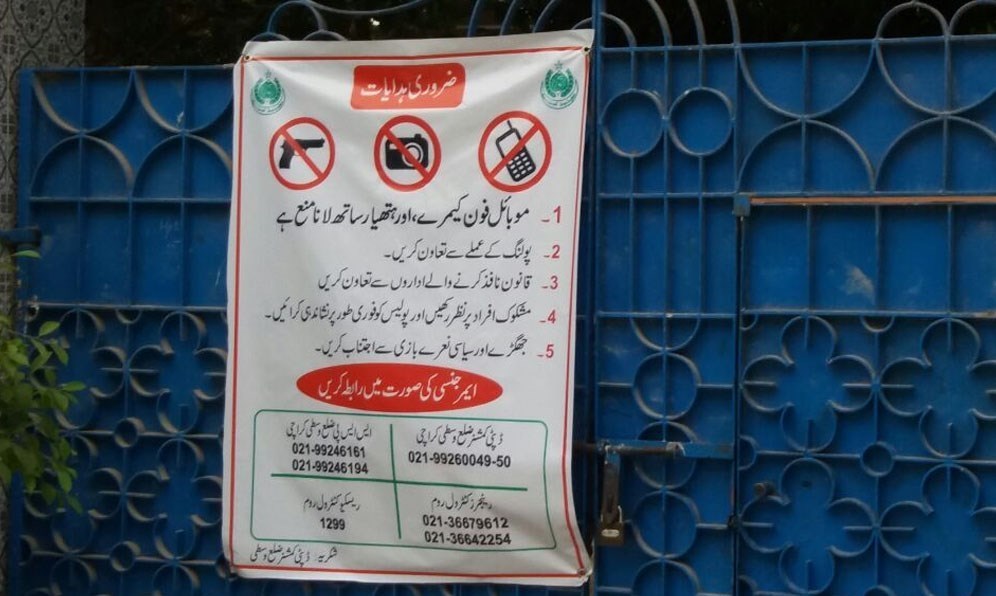 ضروری ہدایات
1۔ موبائل فون کیمرے، اور ہتھیار ساتھ لانا منع ہے
2۔ پولنگ کے عملے سے تعاون کریں۔
3۔ قانون نافذ کرنے والے اداروں سے تعاون کریں
4۔ مشکوک افراد پر نظر رکھیں اور پولیس کو فوری طور پر نشاندہی کرائیں۔
5۔ جھگڑے اور سیاسی نعرے بازی سے اجتناب کریں۔
ایمرجنسی کی صورت میں رابطہ کریں
ڈپٹی کمشنر ضلع وسطی کراچی
021-99260049-50
ایس ایس پی ضلع وسطی کراچی
021-99246161
021-99246194
رینجرز کنٹرول روم
021-36679612
021-36642254
ریسکیو کنٹرول روم
1299
شکریہ: ڈپٹی کمشنر ضلع وسطی